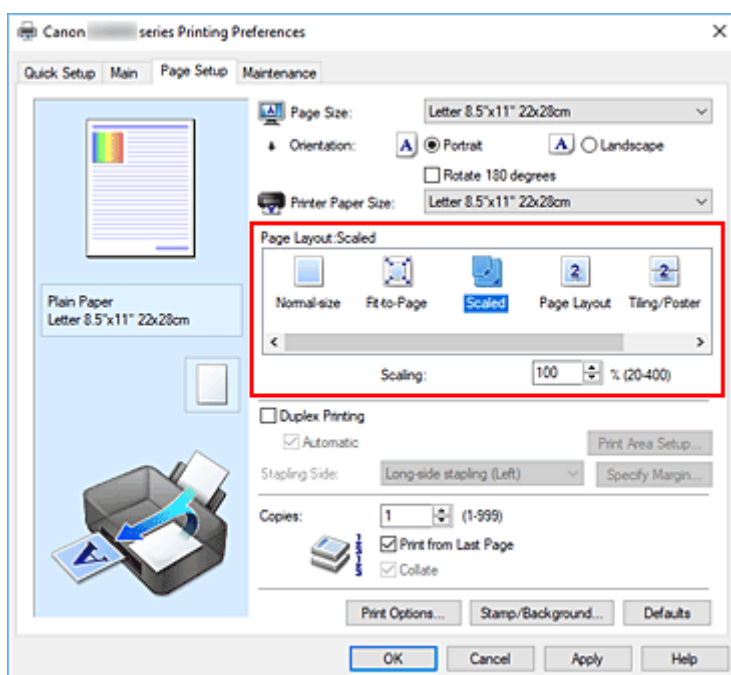 Canon series Printing Preferences
Quick Setup Main Page Setup Maintenance
Page Size: Letter 8.5"x11" 22x28cm
Orientation: A Portrait A Landscape
Rotate 180 degrees
Printer Paper Size: Letter 8.5"x11" 22x28cm
Page Layout:Scaled
Normal-size Fit-to-Page Scaled 2 Page Layout 2 Tiling/Poster
Scaling: 100 % (20-400)
Plain Paper
Letter 8.5"x11" 22x28cm
Duplex Printing
Automatic Print Area Setup...
Stapling Side: Long-side stapling (Left) Specify Margin...
Copies: 1 (1-999)
Print from Last Page
Collate
A
Print Options... Stamp/Background... Defaults
OK Cancel Apply Help